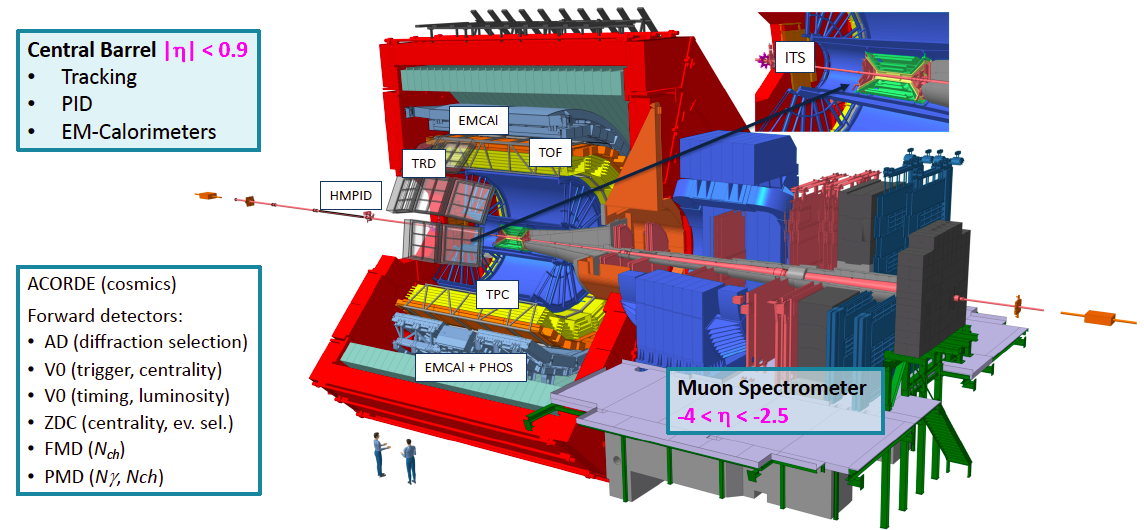 Central Barrel |η| < 0.9
• Tracking
• PID
• EM-Calorimeters
ITS
EMCAl
TOF
TRD
HMPID
TPC
EMCAl + PHOS
ACORDE (cosmics)
Forward detectors:
• AD (diffraction selection)
• V0 (trigger, centrality)
• V0 (timing, luminosity)
• ZDC (centrality, ev. sel.)
• FMD (Nch)
• PMD (Nγ, Nch)
Muon Spectrometer
-4 < η < -2.5